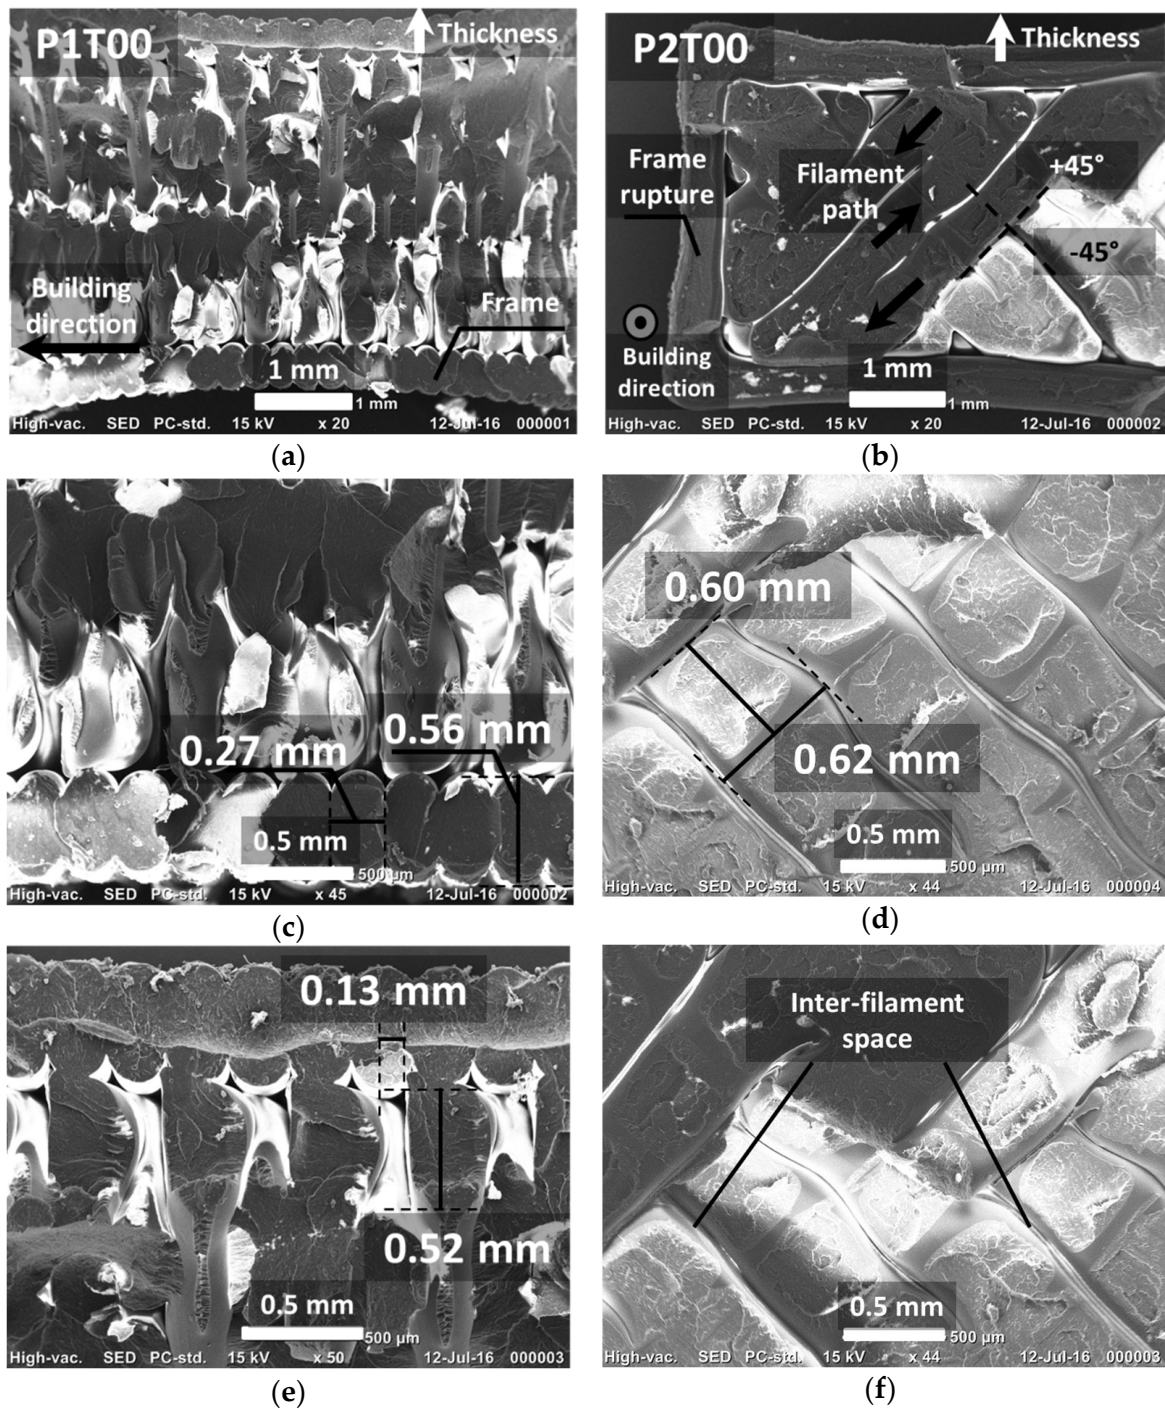 P1T00
Thickness
Building
direction
Frame
1 mm
1 mm
High-vac. SED PC-std. 15 kV x 20 12-Jul-16 000001
(a)
P2T00
Thickness
Frame
rupture
Filament
path
+45°
-45°
Building
direction
1 mm
1 mm
High-vac. SED PC-std. 15 kV x 20 12-Jul-16 000002
(b)
0.27 mm
0.56 mm
0.5 mm
500 µm
High-vac. SED PC-std. 15 kV x 45 12-Jul-16 000002
(c)
0.60 mm
0.62 mm
0.5 mm
500 µm
High-vac. SED PC-std. 15 kV x 44 12-Jul-16 000004
(d)
0.13 mm
0.52 mm
0.5 mm
500 µm
High-vac. SED PC-std. 15 kV x 50 12-Jul-16 000003
(e)
Inter-filament
space
0.5 mm
500 µm
High-vac. SED PC-std. 15 kV x 44 12-Jul-16 000003
(f)